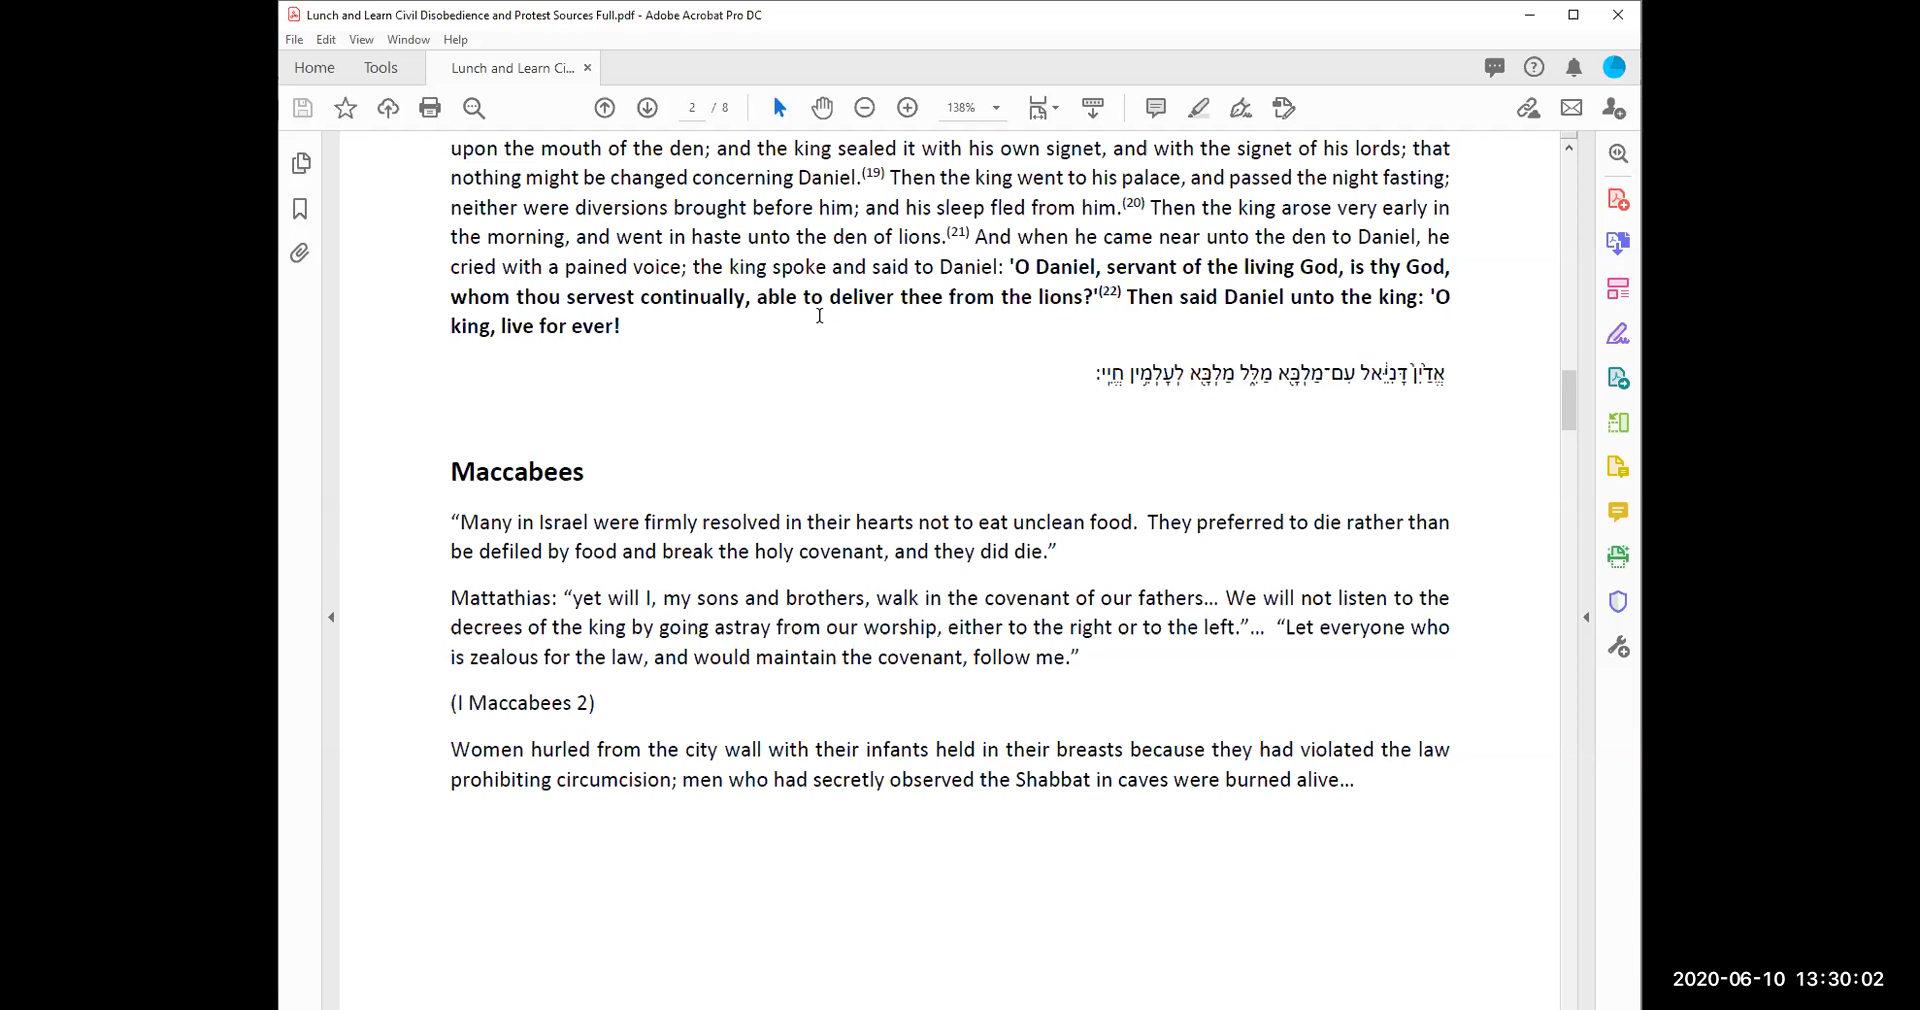 Lunch and Learn Civil Disobedience and Protest Sources Full.pdf - Adobe Acrobat Pro DC
File Edit View Window Help
Home Tools Lunch and Learn Ci... ×
2 / 8 138%
upon the mouth of the den; and the king sealed it with his own signet, and with the signet of his lords; that
nothing might be changed concerning Daniel.(19) Then the king went to his palace, and passed the night fasting;
neither were diversions brought before him; and his sleep fled from him.(20) Then the king arose very early in
the morning, and went in haste unto the den of lions.(21) And when he came near unto the den to Daniel, he
cried with a pained voice; the king spoke and said to Daniel: 'O Daniel, servant of the living God, is thy God,
whom thou servest continually, able to deliver thee from the lions?'(22) Then said Daniel unto the king: 'O
king, live for ever!
אֱדַ֙יִן֙ דָּנִיֵּ֔אל עִם־מַלְכָּ֖א מַלִּ֑ל מַלְכָּ֖א לְעָלְמִ֥ין חֱיִֽי׃
Maccabees
“Many in Israel were firmly resolved in their hearts not to eat unclean food. They preferred to die rather than
be defiled by food and break the holy covenant, and they did die.”
Mattathias: “yet will I, my sons and brothers, walk in the covenant of our fathers… We will not listen to the
decrees of the king by going astray from our worship, either to the right or to the left.”… “Let everyone who
is zealous for the law, and would maintain the covenant, follow me.”
(I Maccabees 2)
Women hurled from the city wall with their infants held in their breasts because they had violated the law
prohibiting circumcision; men who had secretly observed the Shabbat in caves were burned alive…
2020-06-10 13:30:02